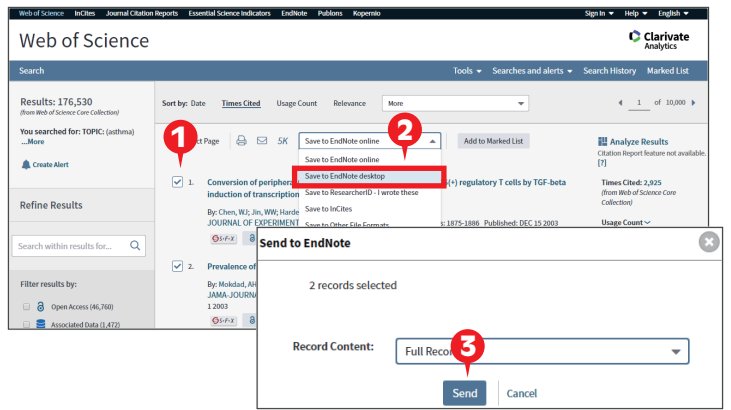 Web of Science InCites Journal Citation Reports Essential Science Indicators EndNote Publons Kopernio Sign In Help English
Web of Science
Clarivate
Analytics
Search Tools Searches and alerts Search History Marked List
Results: 176,530
(from Web of Science Core Collection)
You searched for: TOPIC: (asthma)
...More
Create Alert
Refine Results
Search within results for...
Filter results by:
Open Access (46,760)
Associated Data (1,472)
Sort by: Date Times Cited Usage Count Relevance More
1 of 10,000
1
2
Page 5K Save to EndNote online Add to Marked List
Save to EndNote online
Save to EndNote desktop
Save to ResearcherID - I wrote these
Save to InCites
Save to Other File Formats
1. Conversion of (+) regulatory T cells by TGF-beta
induction of transcription
By: Chen, WJ; Jin, WW;
JOURNAL OF : 1875-1886 Published: DEC 15 2003
S·F·X
2. Prevalence of
By: Mokdad,
1 2003
S·F·X
Analyze Results
Citation Report feature not available.
[?]
Times Cited: 2,925
(from Web of Science Core
Collection)
Usage Count
Send to EndNote
2 records selected
Record Content: Full
3
Send Cancel